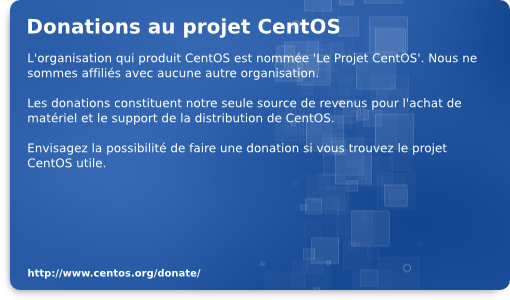 Donations au projet CentOS
L'organisation qui produit CentOS est nommée 'Le Projet CentOS'. Nous ne
sommes affiliés avec aucune autre organisation.
Les donations constituent notre seule source de revenus pour l'achat de
matériel et le support de la distribution de CentOS.
Envisagez la possibilité de faire une donation si vous trouvez le projet
CentOS utile.
http://www.centos.org/donate/